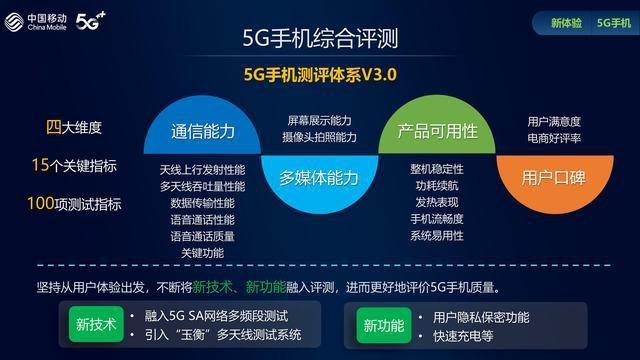 中国移动
China Mobile
5G++
新体验
5G手机
5G手机综合评测
5G手机测评体系V3.0
四大维度
15个关键指标
100项测试指标
通信能力
天线上行发射性能
多天线吞吐量性能
数据传输性能
语音通话性能
语音通话质量
关键功能
屏幕展示能力
摄像头拍照能力
多媒体能力
产品可用性
整机稳定性
功耗续航
发热表现
手机流畅度
系统易用性
用户满意度
电商好评率
用户口碑
坚持从用户体验出发，不断将新技术、新功能融入评测，进而更好地评价5G手机质量。
新技术
• 融入5G SA网络多频段测试
• 引入“玉衡”多天线测试系统
新功能
• 用户隐私保密功能
• 快速充电等